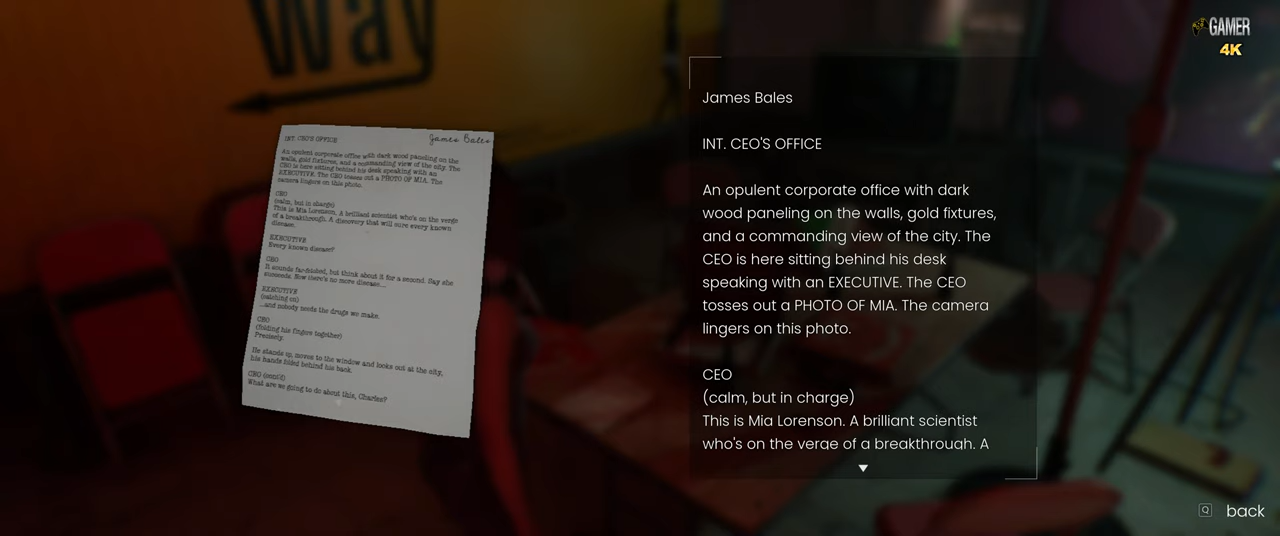 Way
GAMER
4K
INT. CEO'S OFFICE
James Bales
An opulent corporate office with dark wood paneling on the
walls, gold fixtures, and a commanding view of the city. The
CEO is here sitting behind his desk speaking with an
EXECUTIVE. The CEO tosses out a PHOTO OF MIA. The
camera lingers on this photo.
CEO
(calm, but in charge)
This is Mia Lorenson. A brilliant scientist who's on the verge
of a breakthrough. A discovery that will cure every known
disease.
EXECUTIVE
Every known disease?
CEO
It sounds far-fetched, but think about it for a second. Say she
succeeds. Now there's no more disease...
EXECUTIVE
(catching on)
...and nobody needs the drugs we make.
CEO
(folding his fingers together)
Precisely.
He stands up, moves to the window and looks out at the city,
his hands folded behind his back.
CEO (cont'd)
What are we going to do about this, Charles?
James Bales
INT. CEO'S OFFICE
An opulent corporate office with dark
wood paneling on the walls, gold fixtures,
and a commanding view of the city. The
CEO is here sitting behind his desk
speaking with an EXECUTIVE. The CEO
tosses out a PHOTO OF MIA. The camera
lingers on this photo.
CEO
(calm, but in charge)
This is Mia Lorenson. A brilliant scientist
who's on the verge of a breakthrough. A
Q back